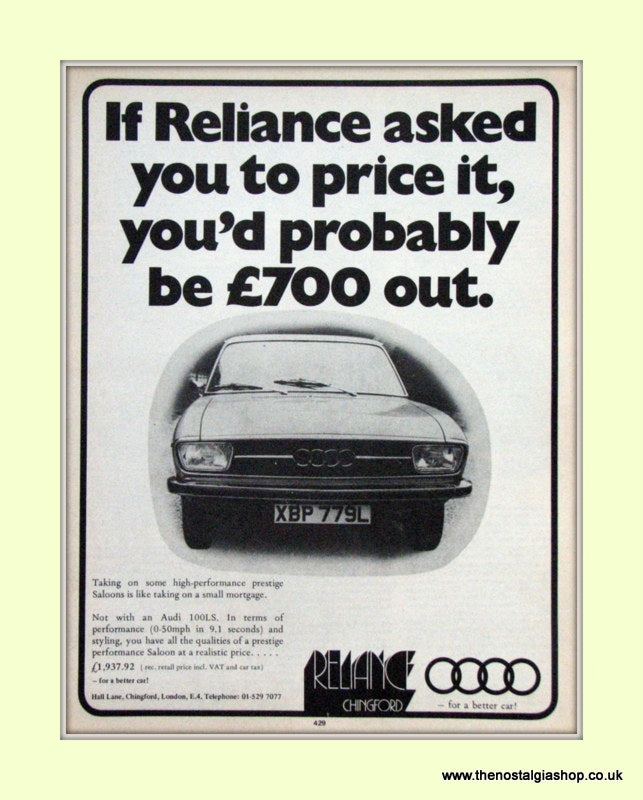 If Reliance asked
you to price it,
you'd probably
be £700 out.
XBP 779L
Taking on some high-performance prestige
Saloons is like taking on a small mortgage.
Not with an Audi 100LS. In terms of
performance (0-50mph in 9.1 seconds) and
styling, you have all the qualities of a prestige
performance Saloon at a realistic price. . . . .
£1,937.92 (rec. retail price incl. VAT and car tax)
– for a better car!
Hall Lane, Chingford, London, E.4, Telephone: 01-529 7077
RELIANCE
CHINGFORD
– for a better car!
429
www.thenostalgiashop.co.uk